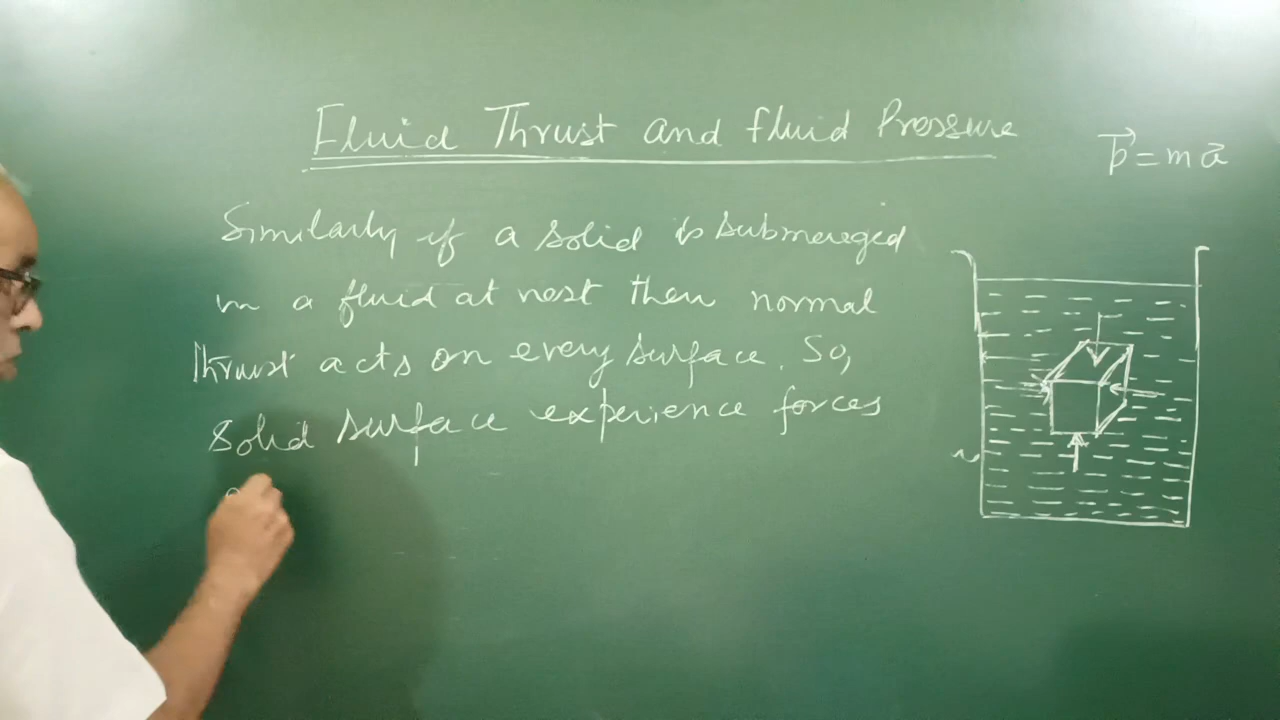 Fluid Thrust and fluid Pressure
p⃗ = m a⃗
Similarly if a solid is submerged
in a fluid at rest then normal
thrust acts on every surface. So,
solid surface experience forces